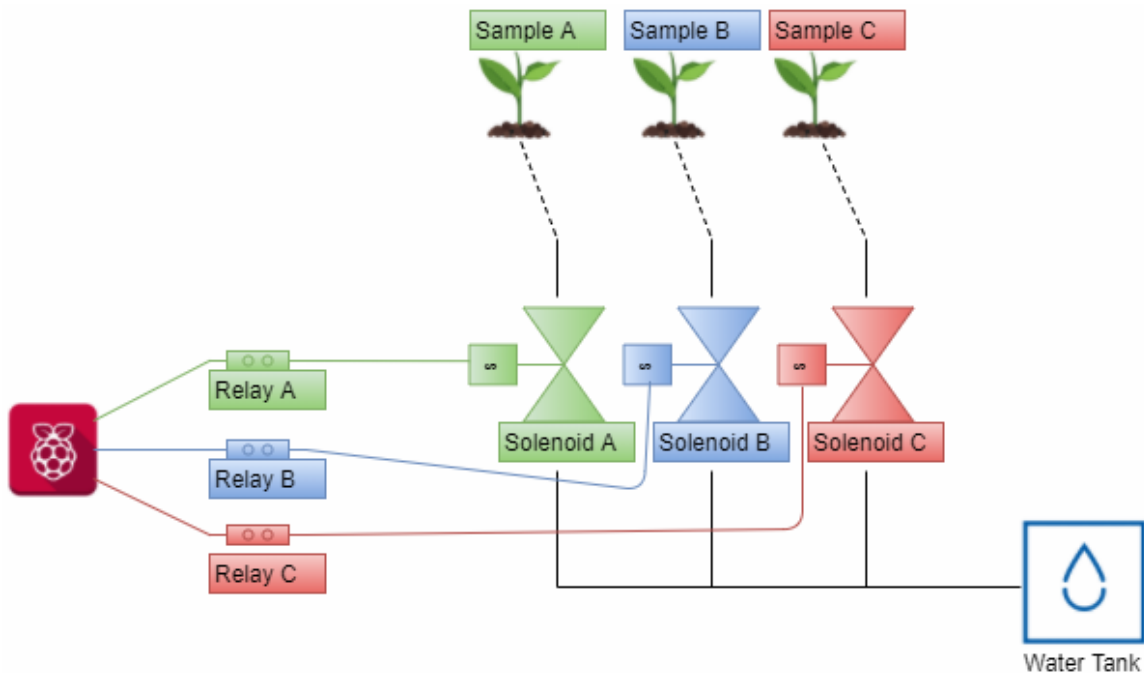 Sample A
Sample B
Sample C
s
s
s
Relay A
Solenoid A
Solenoid B
Solenoid C
Relay B
Relay C
Water Tank